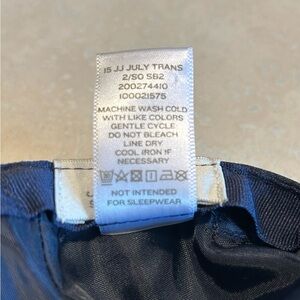 15 JJ JULY TRANS
2/SO SB2
200274410
100021575
MACHINE WASH COLD
WITH LIKE COLORS
GENTLE CYCLE
DO NOT BLEACH
LINE DRY
COOL IRON IF
NECESSARY
NOT INTENDED
FOR SLEEPWEAR